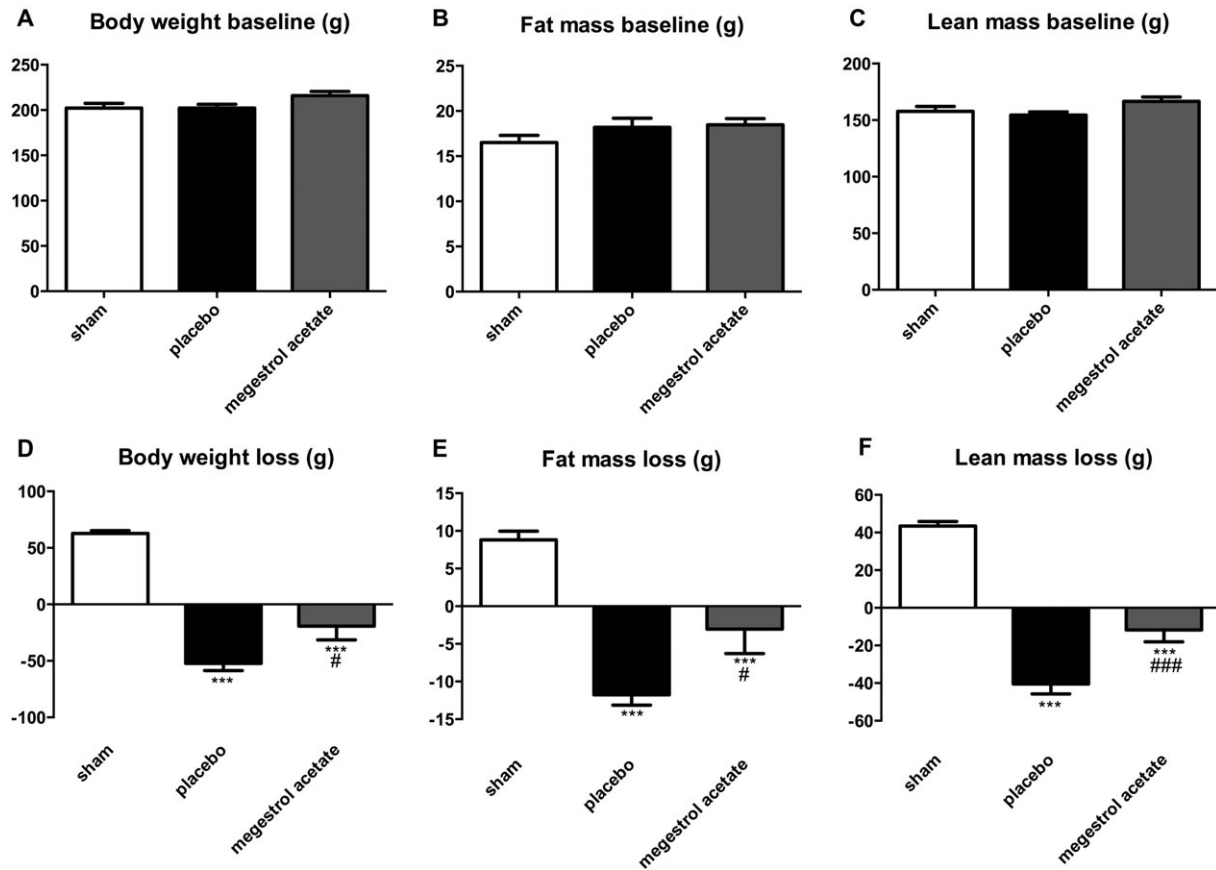 A Body weight baseline (g)
250
200
150
100
50
0
sham
placebo
megestrol acetate
B Fat mass baseline (g)
25
20
15
10
5
0
sham
placebo
megestrol acetate
C Lean mass baseline (g)
200
150
100
50
0
sham
placebo
megestrol acetate
D Body weight loss (g)
100
50
0
-50
-100
***
***
#
sham
placebo
megestrol acetate
E Fat mass loss (g)
15
10
5
0
-5
-10
-15
***
***
#
sham
placebo
megestrol acetate
F Lean mass loss (g)
60
40
20
0
-20
-40
-60
***
***
###
sham
placebo
megestrol acetate